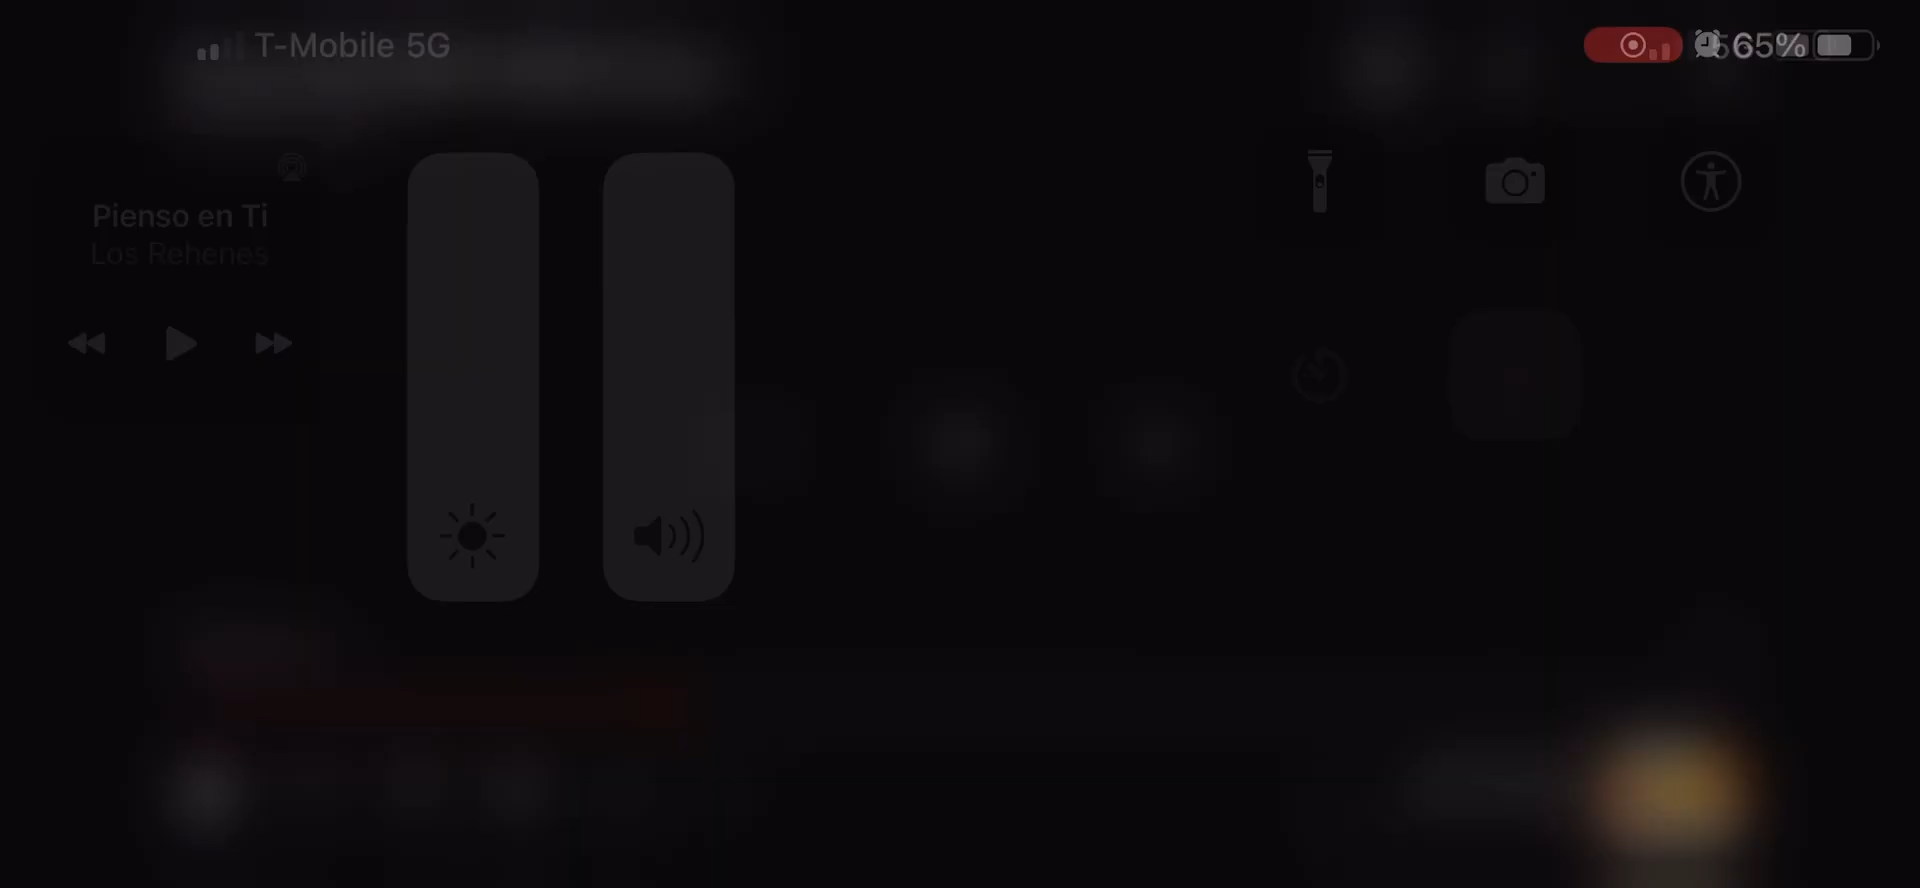 T-Mobile 5G
65%
Pienso en Ti
Los Rehenes